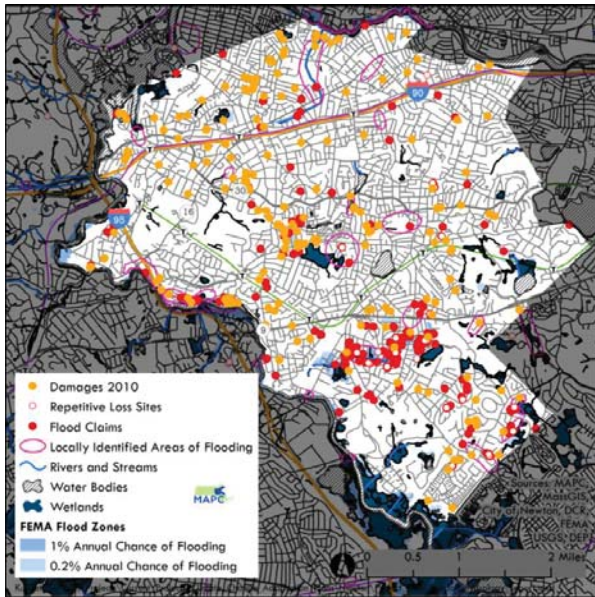 90
95
16
9
T
T
T
T
T
T
T
Damages 2010
Repetitive Loss Sites
Flood Claims
Locally Identified Areas of Flooding
Rivers and Streams
Water Bodies
Wetlands
MAPC
FEMA Flood Zones
1% Annual Chance of Flooding
0.2% Annual Chance of Flooding
Sources: MAPC,
MassGIS,
City of Newton, DCR,
FEMA,
USGS, DEP
0 0.5 1 2 Miles